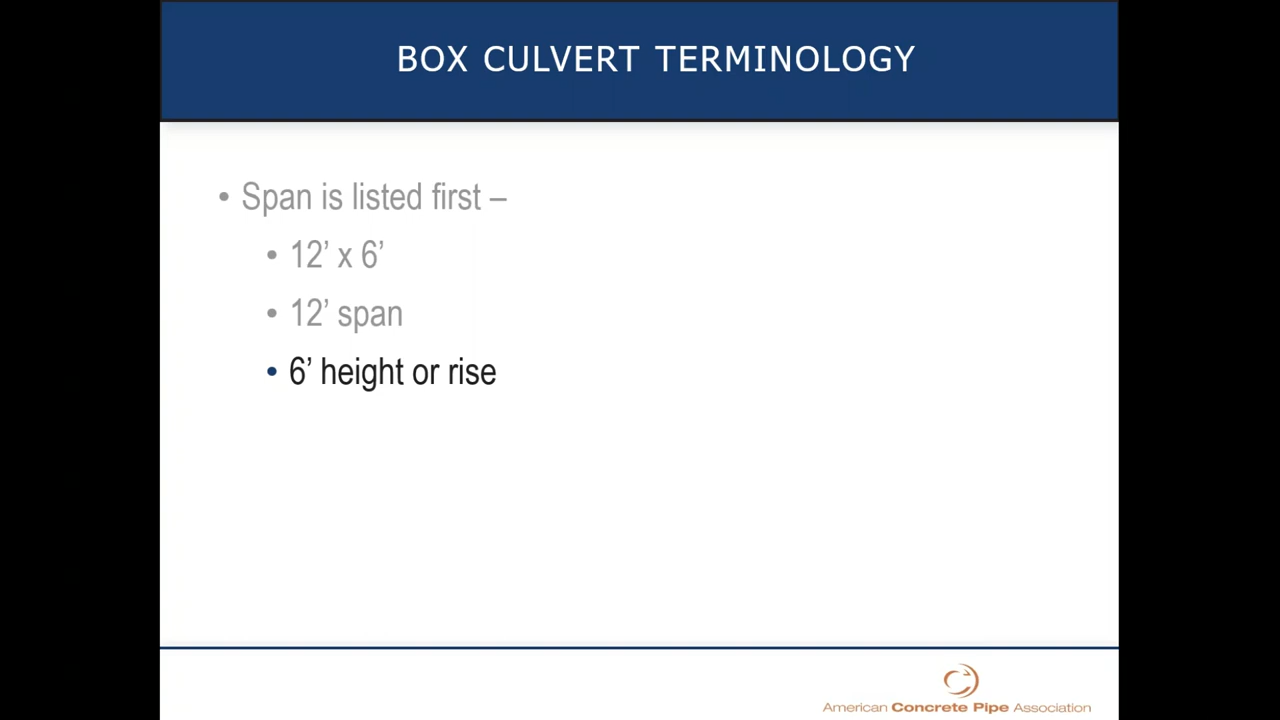 BOX CULVERT TERMINOLOGY
• Span is listed first –
• 12’ x 6’
• 12’ span
• 6’ height or rise
American Concrete Pipe Association